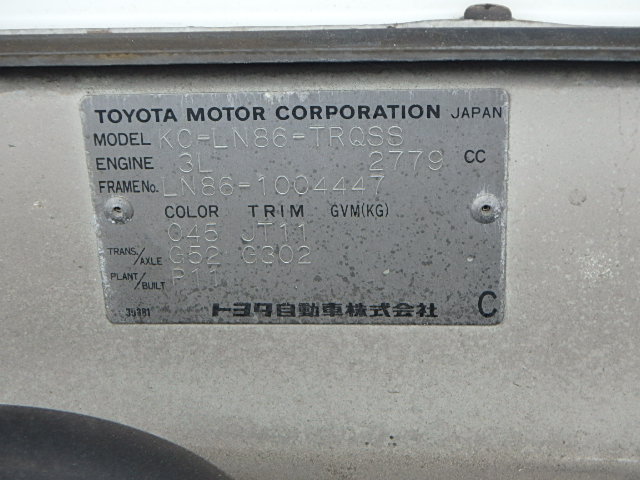 TOYOTA MOTOR CORPORATION JAPAN
MODEL KC-LN86-TRQSS
ENGINE 3L 2779 CC
FRAME No. LN86-1004447
COLOR TRIM GVM(KG)
045 JT11
TRANS./AXLE G52 G302
PLANT/BUILT P11
トヨタ自動車株式会社 C